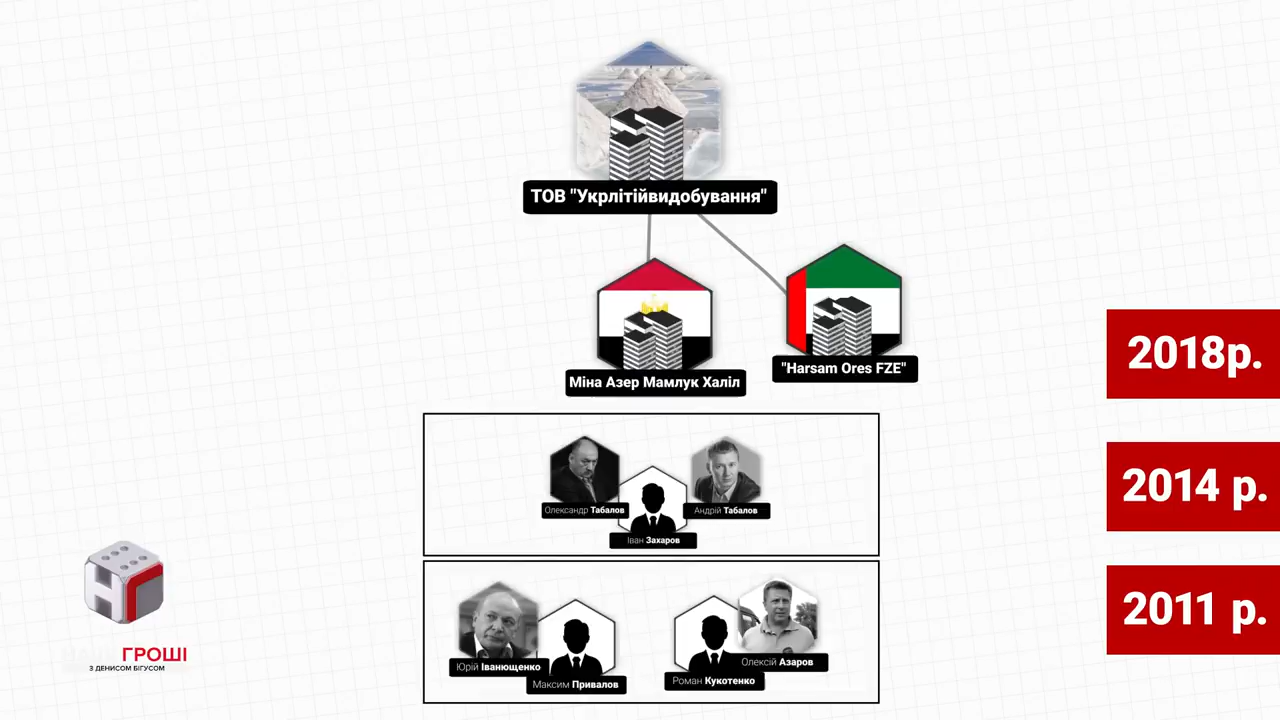 ТОВ "Укрлітійвидобування"
Міна Азер Мамлук Халіл
"Harsam Ores FZE"
2018р.
Олександр Табалов
Андрій Табалов
Іван Захаров
2014 р.
Юрій Іванющенко
Максим Привалов
Роман Кукотенко
Олексій Азаров
2011 р.
ГРОШІ
З ДЕНИСОМ БІГУСОМ